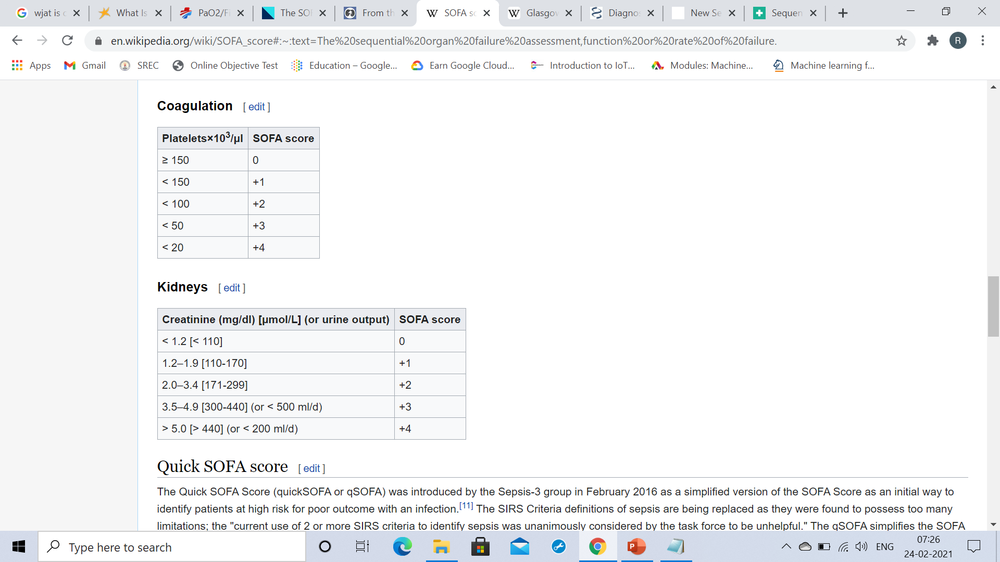 wjat is c
What Is
PaO2/Fi
The SOF
From th
SOFA sc
Glasgow
Diagnos
New Se
Sequen
en.wikipedia.org/wiki/SOFA_score#:~:text=The%20sequential%20organ%20failure%20assessment,function%20or%20rate%20of%20failure.
R
Apps Gmail SREC Online Objective Test Education – Google... Earn Google Cloud... Introduction to IoT... Modules: Machine... Machine learning f...
Coagulation [ edit ]
Platelets×10³/µl SOFA score
≥ 150 0
< 150 +1
< 100 +2
< 50 +3
< 20 +4
Kidneys [ edit ]
Creatinine (mg/dl) [µmol/L] (or urine output) SOFA score
< 1.2 [< 110] 0
1.2–1.9 [110-170] +1
2.0–3.4 [171-299] +2
3.5–4.9 [300-440] (or < 500 ml/d) +3
> 5.0 [> 440] (or < 200 ml/d) +4
Quick SOFA score [ edit ]
The Quick SOFA Score (quickSOFA or qSOFA) was introduced by the Sepsis-3 group in February 2016 as a simplified version of the SOFA Score as an initial way to
identify patients at high risk for poor outcome with an infection.[11] The SIRS Criteria definitions of sepsis are being replaced as they were found to possess too many
limitations; the "current use of 2 or more SIRS criteria to identify sepsis was unanimously considered by the task force to be unhelpful." The qSOFA simplifies the SOFA
Type here to search
ENG
07:26
24-02-2021